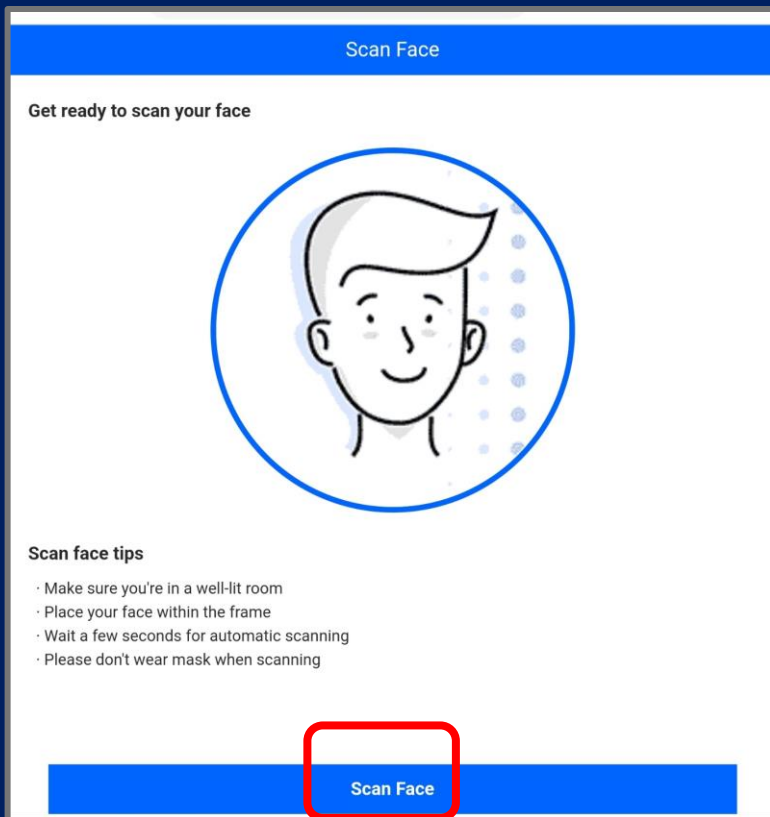 Scan Face
Get ready to scan your face
Scan face tips
· Make sure you're in a well-lit room
· Place your face within the frame
· Wait a few seconds for automatic scanning
· Please don't wear mask when scanning
Scan Face